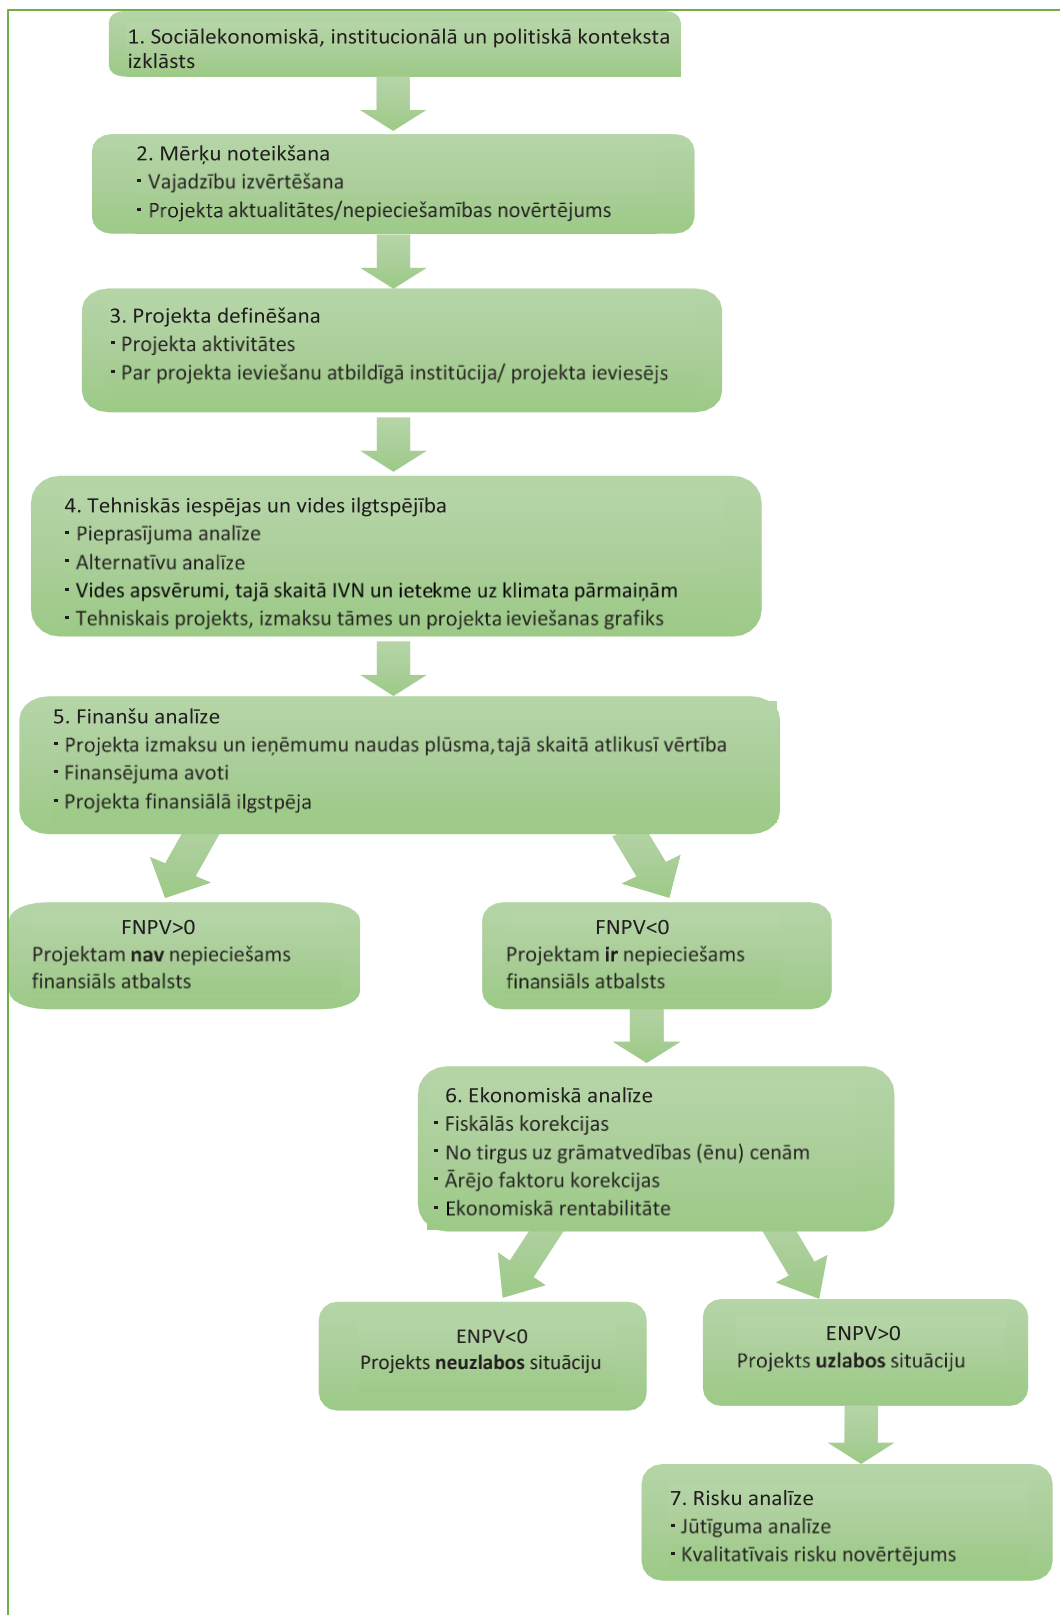 1. Sociālekonomiskā, institucionālā un politiskā konteksta
izklāsts
2. Mērķu noteikšana
· Vajadzību izvērtēšana
· Projekta aktualitātes/nepieciešamības novērtējums
3. Projekta definēšana
· Projekta aktivitātes
· Par projekta ieviešanu atbildīgā institūcija/ projekta ieviesējs
4. Tehniskās iespējas un vides ilgtspējība
· Pieprasījuma analīze
· Alternatīvu analīze
· Vides apsvērumi, tajā skaitā IVN un ietekme uz klimata pārmaiņām
· Tehniskais projekts, izmaksu tāmes un projekta ieviešanas grafiks
5. Finanšu analīze
· Projekta izmaksu un ieņēmumu naudas plūsma, tajā skaitā atlikusī vērtība
· Finansējuma avoti
· Projekta finansiālā ilgstpēja
FNPV>0
Projektam nav nepieciešams
finansiāls atbalsts
FNPV<0
Projektam ir nepieciešams
finansiāls atbalsts
6. Ekonomiskā analīze
· Fiskālās korekcijas
· No tirgus uz grāmatvedības (ēnu) cenām
· Ārējo faktoru korekcijas
· Ekonomiskā rentabilitāte
ENPV<0
Projekts neuzlabos situāciju
ENPV>0
Projekts uzlabos situāciju
7. Risku analīze
· Jūtīguma analīze
· Kvalitatīvais risku novērtējums